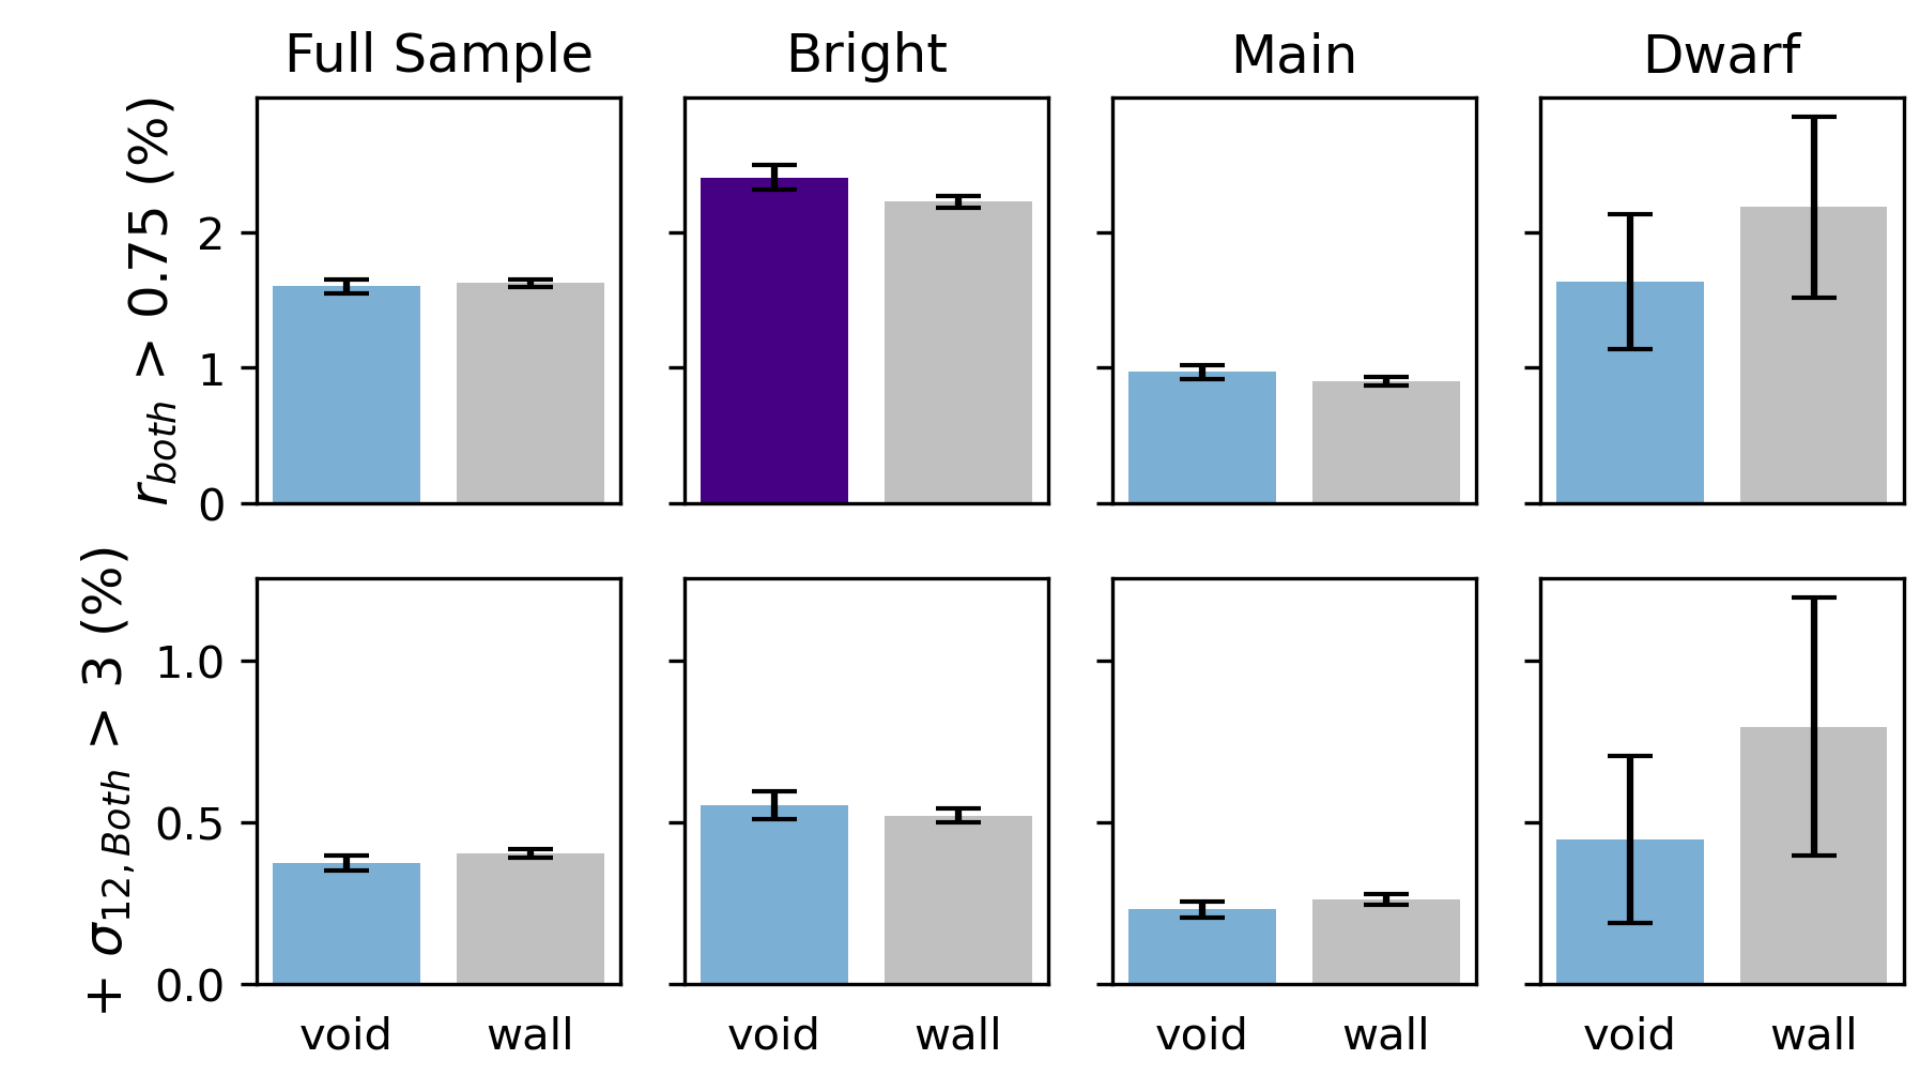 Full Sample Bright Main Dwarf
r_both > 0.75 (%)
2
1
0
+ σ_12,Both > 3 (%)
1.0
0.5
0.0
void wall void wall void wall void wall